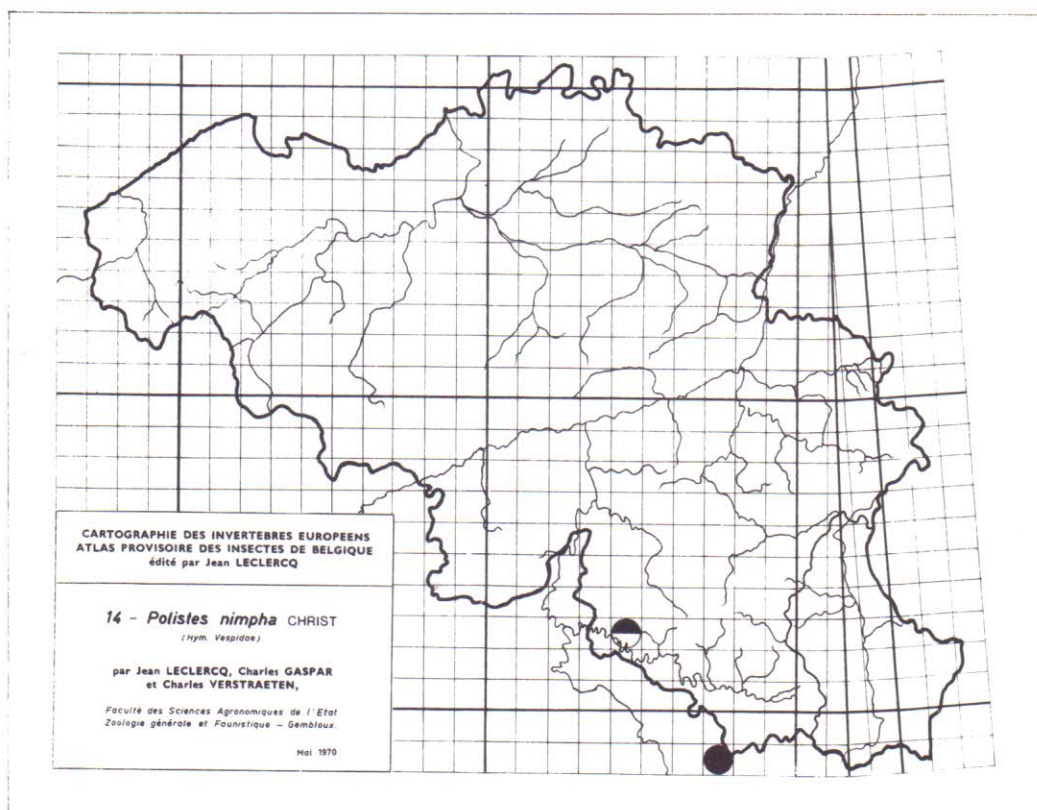 CARTOGRAPHIE DES INVERTEBRES EUROPEENS
ATLAS PROVISOIRE DES INSECTES DE BELGIQUE
édité par Jean LECLERCQ
14 – Polistes nimpha CHRIST
(Hym. Vespidae)
par Jean LECLERCQ, Charles GASPAR
et Charles VERSTRAETEN,
Faculté des Sciences Agronomiques de l'Etat
Zoologie générale et Faunistique – Gembloux.
Mai 1970